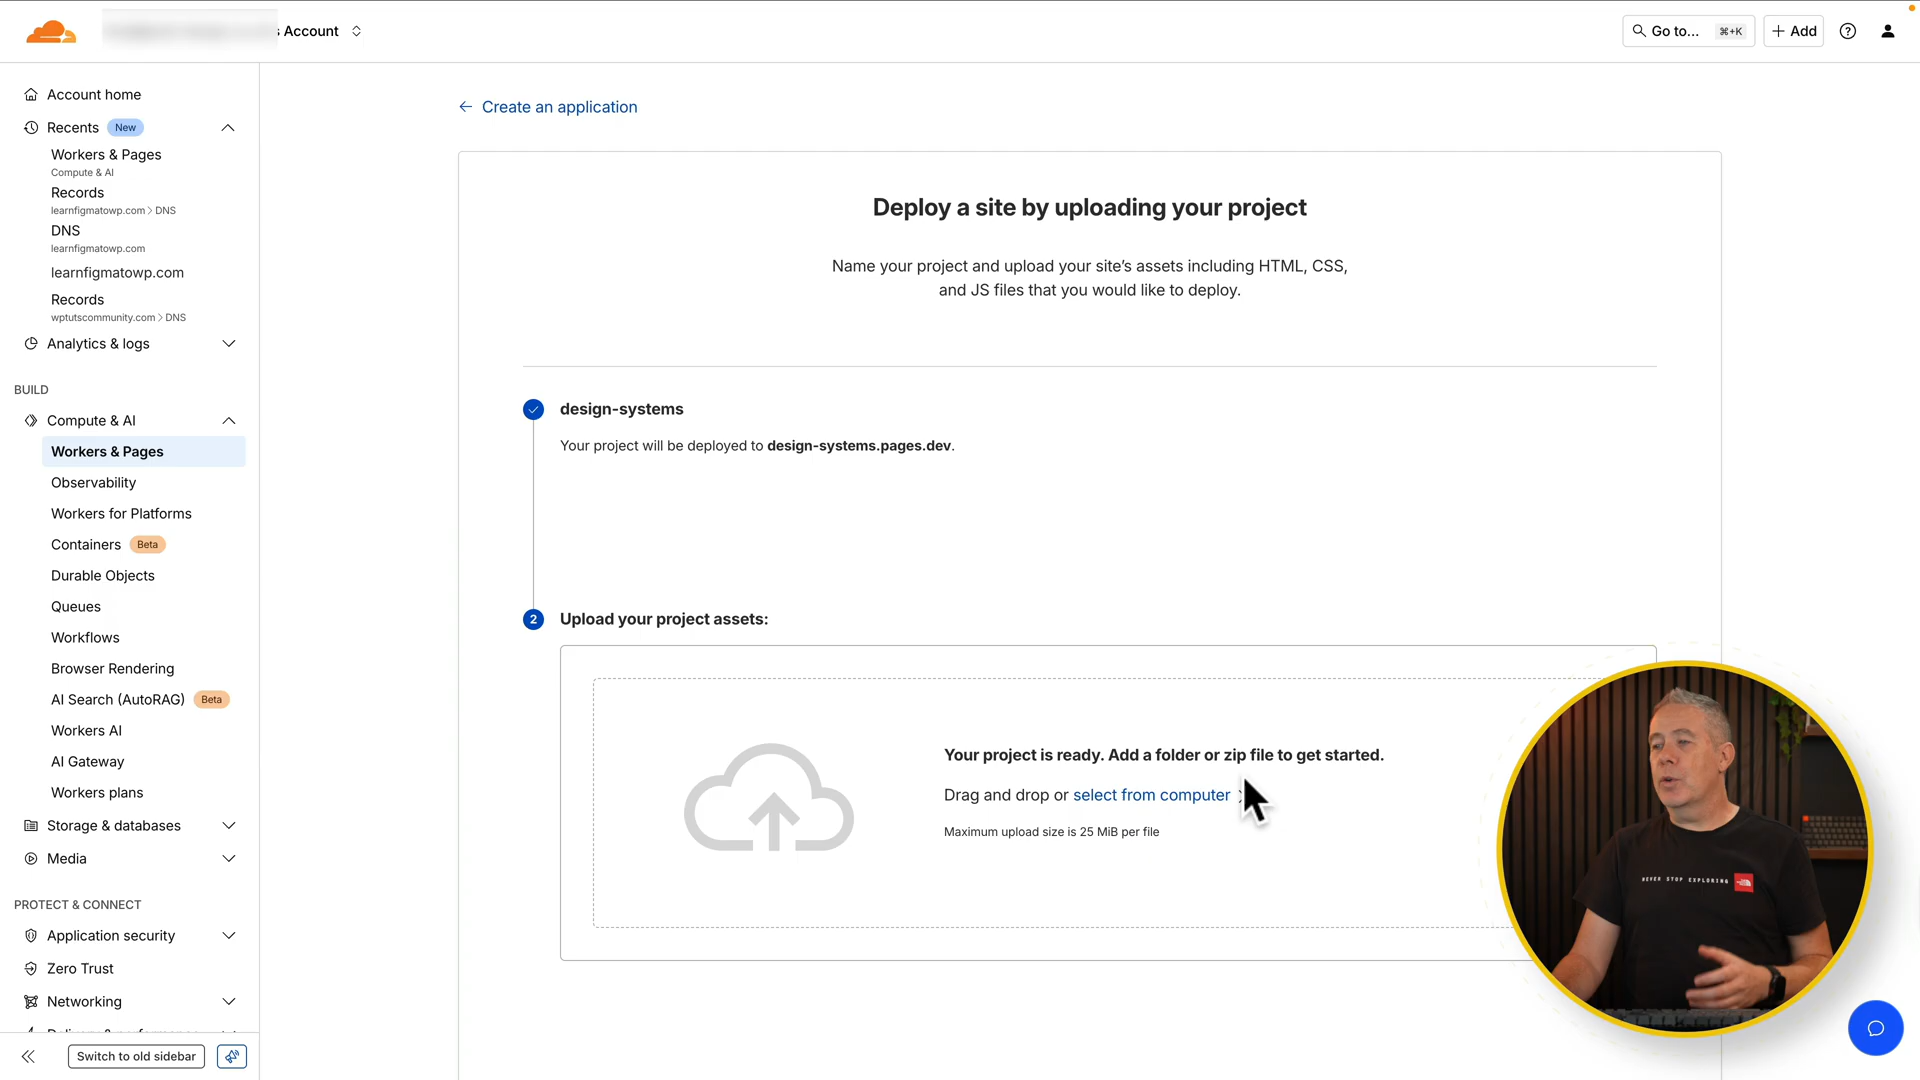 s Account
Go to...
⌘+K
+ Add
Account home
Recents New
Workers & Pages
Compute & AI
Records
learnfigmatowp.com > DNS
DNS
learnfigmatowp.com
learnfigmatowp.com
Records
wptutscommunity.com > DNS
Analytics & logs
BUILD
Compute & AI
Workers & Pages
Observability
Workers for Platforms
Containers Beta
Durable Objects
Queues
Workflows
Browser Rendering
AI Search (AutoRAG) Beta
Workers AI
AI Gateway
Workers plans
Storage & databases
Media
PROTECT & CONNECT
Application security
Zero Trust
Networking
Switch to old sidebar
← Create an application
Deploy a site by uploading your project
Name your project and upload your site's assets including HTML, CSS,
and JS files that you would like to deploy.
design-systems
Your project will be deployed to design-systems.pages.dev.
2 Upload your project assets:
Your project is ready. Add a folder or zip file to get started.
Drag and drop or select from computer
Maximum upload size is 25 MiB per file
NEVER STOP EXPLORING